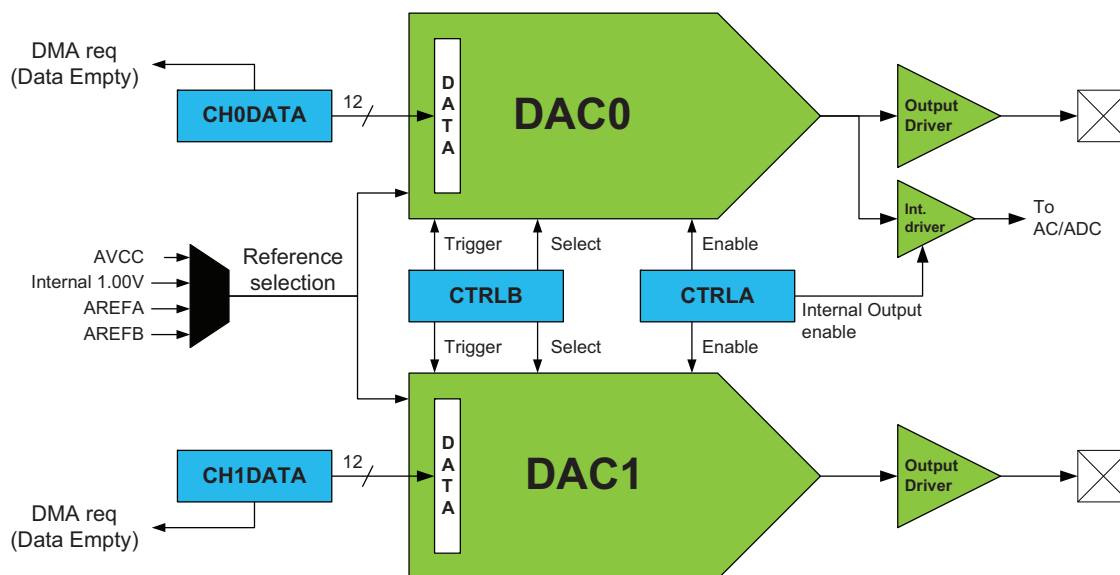 DMA req
(Data Empty)
CH0DATA
12
D
A
T
A
DAC0
Output
Driver
Int.
driver
To
AC/ADC
Trigger
Select
Enable
AVCC
Internal 1.00V
AREFA
AREFB
Reference
selection
CTRLB
CTRLA
Internal Output
enable
Trigger
Select
Enable
CH1DATA
12
D
A
T
A
DAC1
Output
Driver
DMA req
(Data Empty)